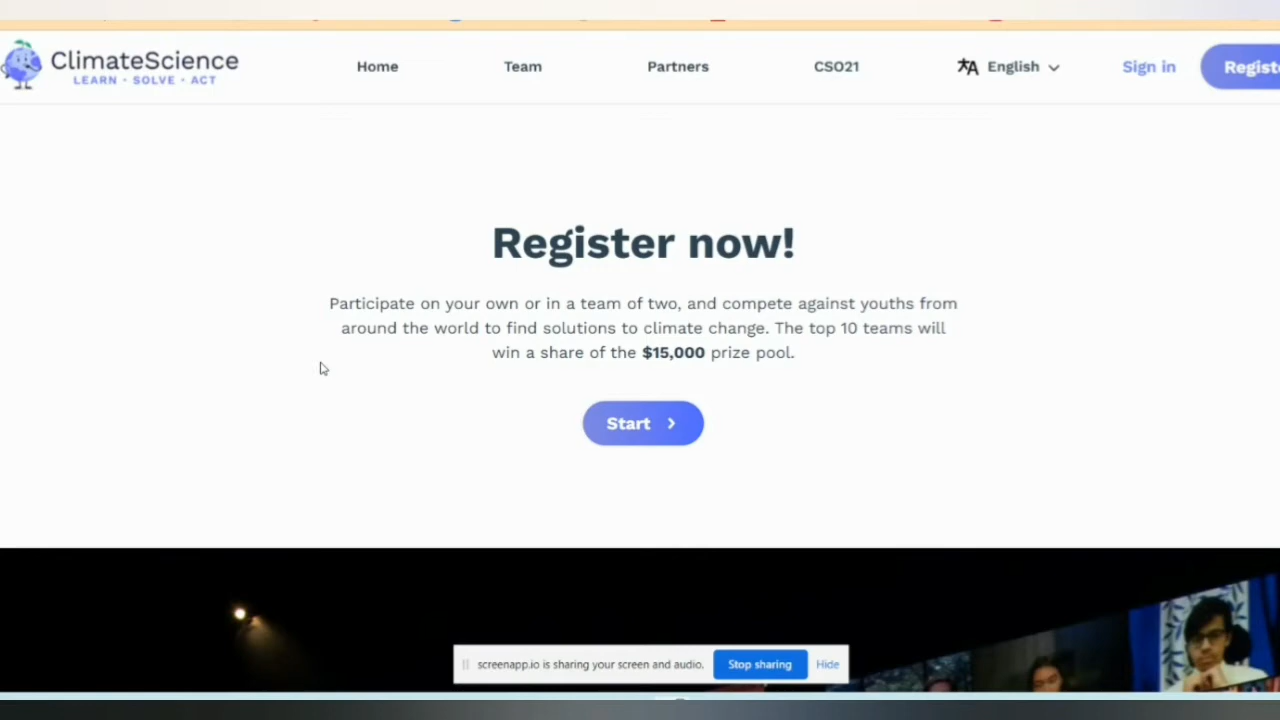 ClimateScience
LEARN · SOLVE · ACT
Home
Team
Partners
CSO21
English
Sign in
Register now!
Participate on your own or in a team of two, and compete against youths from
around the world to find solutions to climate change. The top 10 teams will
win a share of the $15,000 prize pool.
Start
screenapp.io is sharing your screen and audio.
Stop sharing
Hide